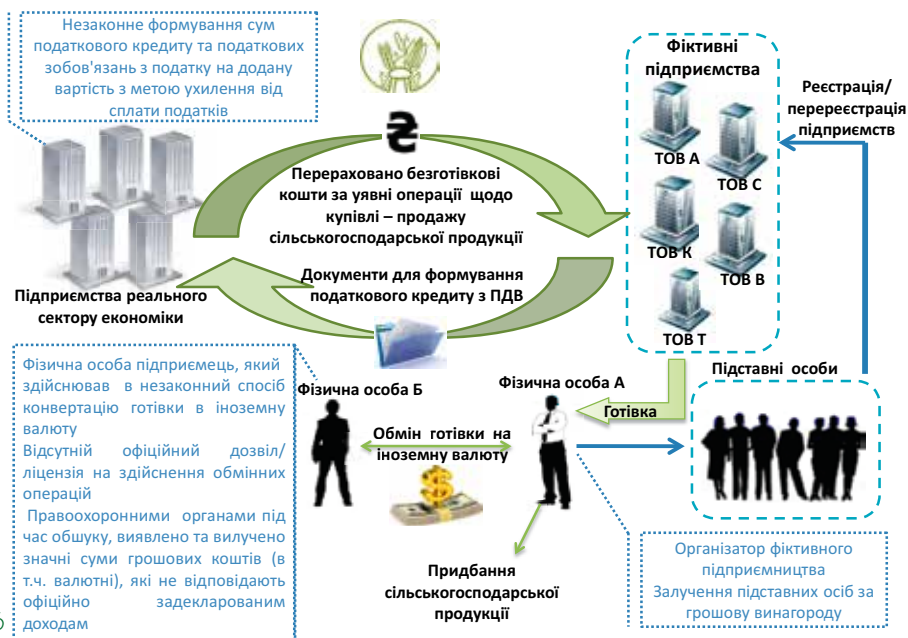 Незаконне формування сум
податкового кредиту та податкових
зобов'язань з податку на додану
вартість з метою ухилення від
сплати податків
₴
Фіктивні
підприємства
ТОВ А
ТОВ С
ТОВ К
ТОВ В
ТОВ Т
Реєстрація/
перереєстрація
підприємств
Перераховано безготівкові
кошти за уявні операції щодо
купівлі – продажу
сільськогосподарської продукції
Документи для формування
податкового кредиту з ПДВ
Підприємства реального
сектору економіки
Фізична особа підприємець, який
здійснював в незаконний спосіб
конвертацію готівки в іноземну
валюту
Відсутній офіційний дозвіл/
ліцензія на здійснення обмінних
операцій
Правоохоронними органами під
час обшуку, виявлено та вилучено
значні суми грошових коштів (в
т.ч. валютні), які не відповідають
офіційно задекларованим
доходам
Фізична особа Б
Обмін готівки на
іноземну валюту
$
Фізична особа А
Готівка
Підставні особи
Придбання
сільськогосподарської
продукції
Організатор фіктивного
підприємництва
Залучення підставних осіб за
грошову винагороду